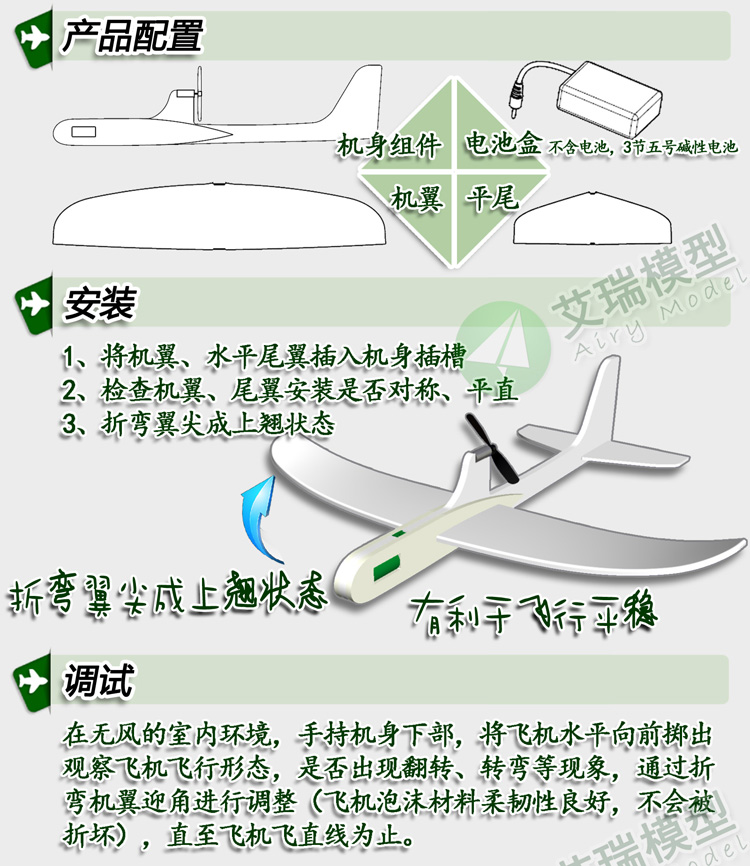 产品配置
机身组件
电池盒 不含电池，3节五号碱性电池
机翼
平尾
安装
艾瑞模型
Airy Model
1、将机翼、水平尾翼插入机身插槽
2、检查机翼、尾翼安装是否对称、平直
3、折弯翼尖成上翘状态
折弯翼尖成上翘状态
有利于飞行平稳
调试
在无风的室内环境，手持机身下部，将飞机水平向前掷出
观察飞机飞行形态，是否出现翻转、转弯等现象，通过折
弯机翼迎角进行调整（飞机泡沫材料柔韧性良好，不会被
折坏），直至飞机飞直线为止。
艾瑞模型
Model